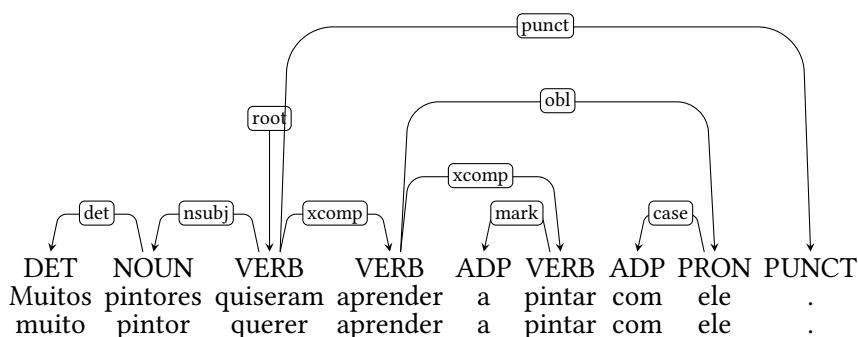 punct
obl
root
xcomp
det nsubj xcomp mark case
DET NOUN VERB VERB ADP VERB ADP PRON PUNCT
Muitos pintores quiseram aprender a pintar com ele .
muito pintor querer aprender a pintar com ele .